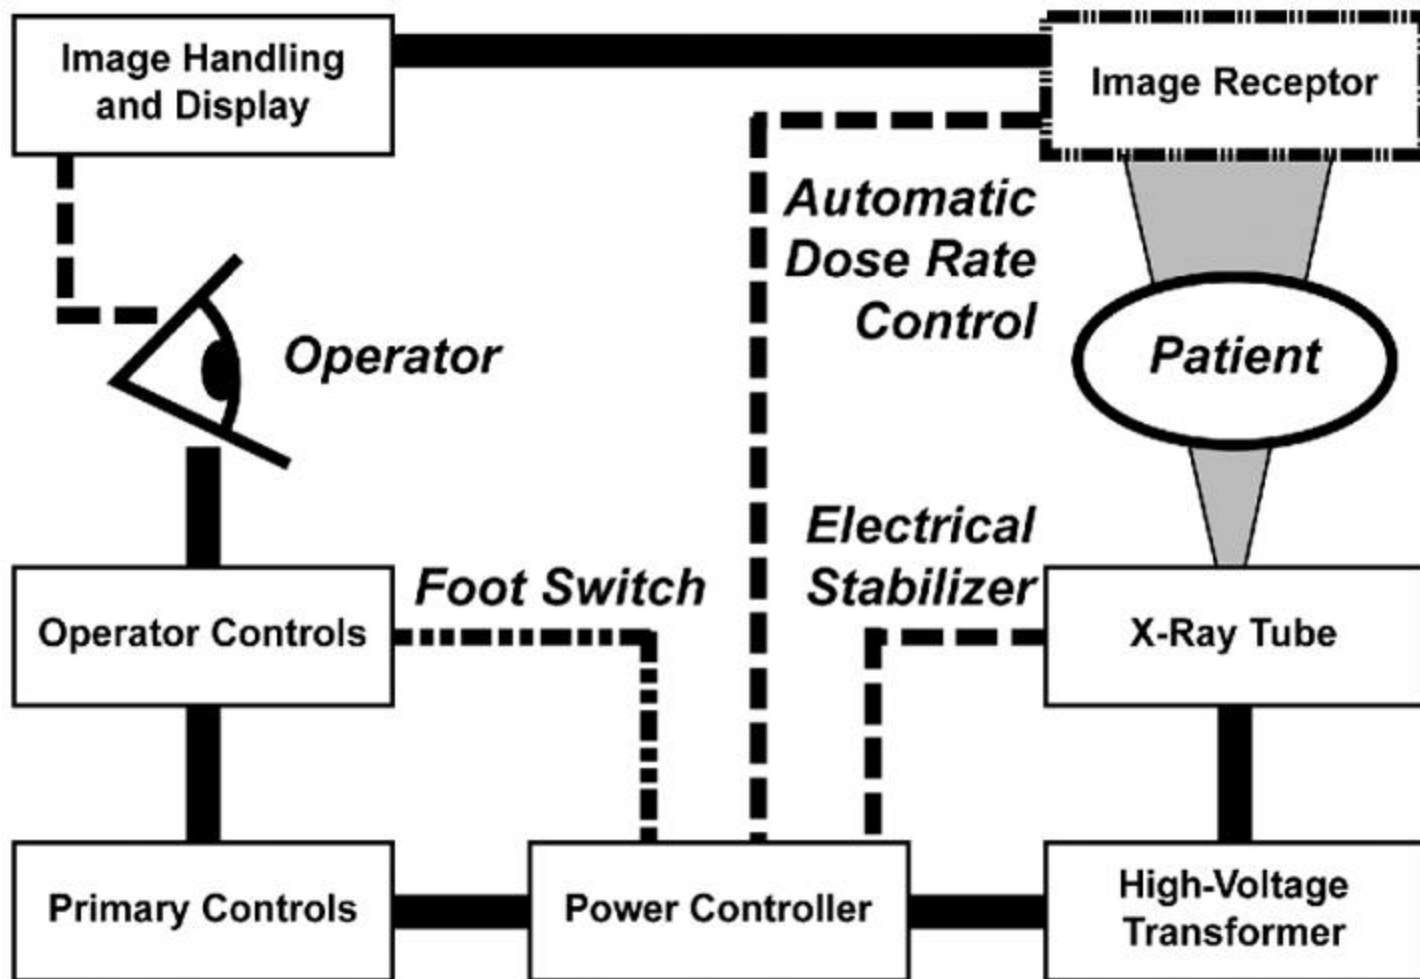 Image Handling
and Display
Image Receptor
Automatic
Dose Rate
Control
Operator
Patient
Electrical
Stabilizer
Foot Switch
Operator Controls
X-Ray Tube
Primary Controls
Power Controller
High-Voltage
Transformer